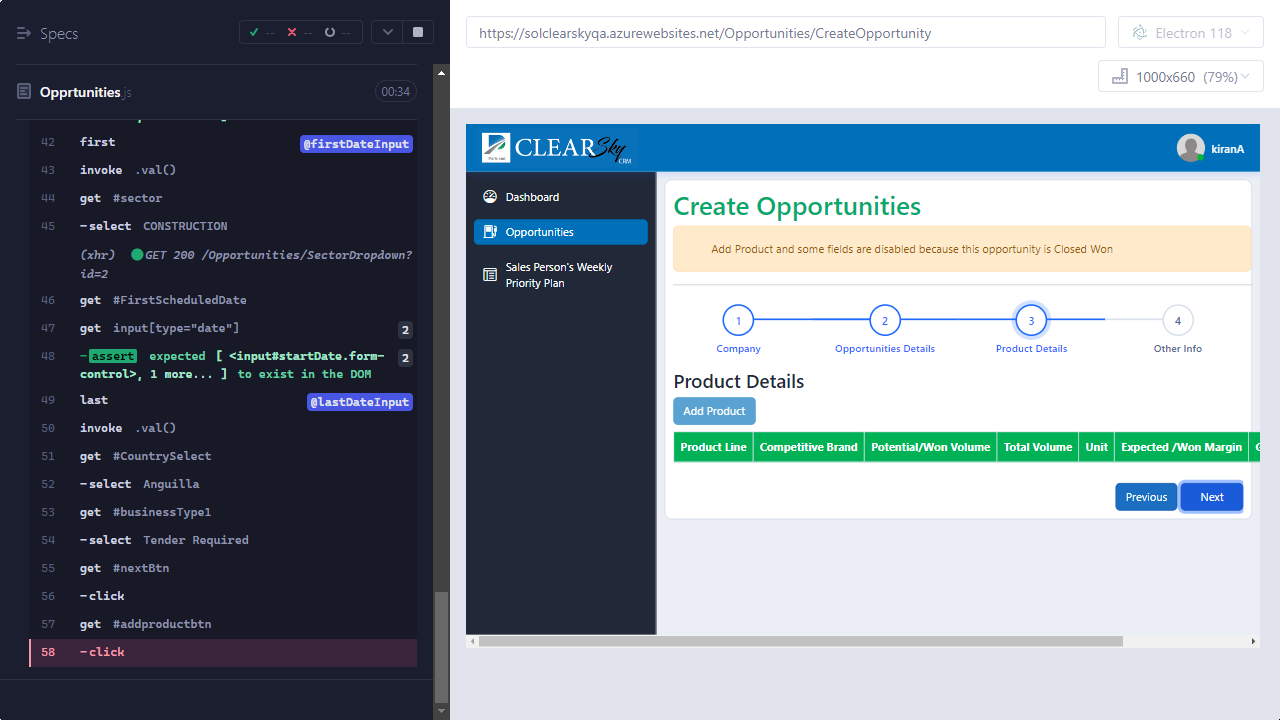 Specs
--
--
--
https://solclearskyqa.azurewebsites.net/Opportunities/CreateOpportunity
Electron 118
1000x660 (79%)
Opprtunities.js
00:34
42 first @firstDateInput
43 invoke .val()
44 get #sector
45 -select CONSTRUCTION
(xhr) GET 200 /Opportunities/SectorDropdown?
id=2
46 get #FirstScheduledDate
47 get input[type="date"] 2
48 -assert expected [ <input#startDate.form-
control>, 1 more... ] to exist in the DOM 2
49 last @lastDateInput
50 invoke .val()
51 get #CountrySelect
52 -select Anguilla
53 get #businessType1
54 -select Tender Required
55 get #nextBtn
56 -click
57 get #addproductbtn
58 -click
CLEARSky
CRM
kiranA
Dashboard
Opportunities
Sales Person's Weekly
Priority Plan
Create Opportunities
Add Product and some fields are disabled because this opportunity is Closed Won
1 2 3 4
Company Opportunities Details Product Details Other Info
Product Details
Add Product
Product Line Competitive Brand Potential/Won Volume Total Volume Unit Expected /Won Margin
Previous Next